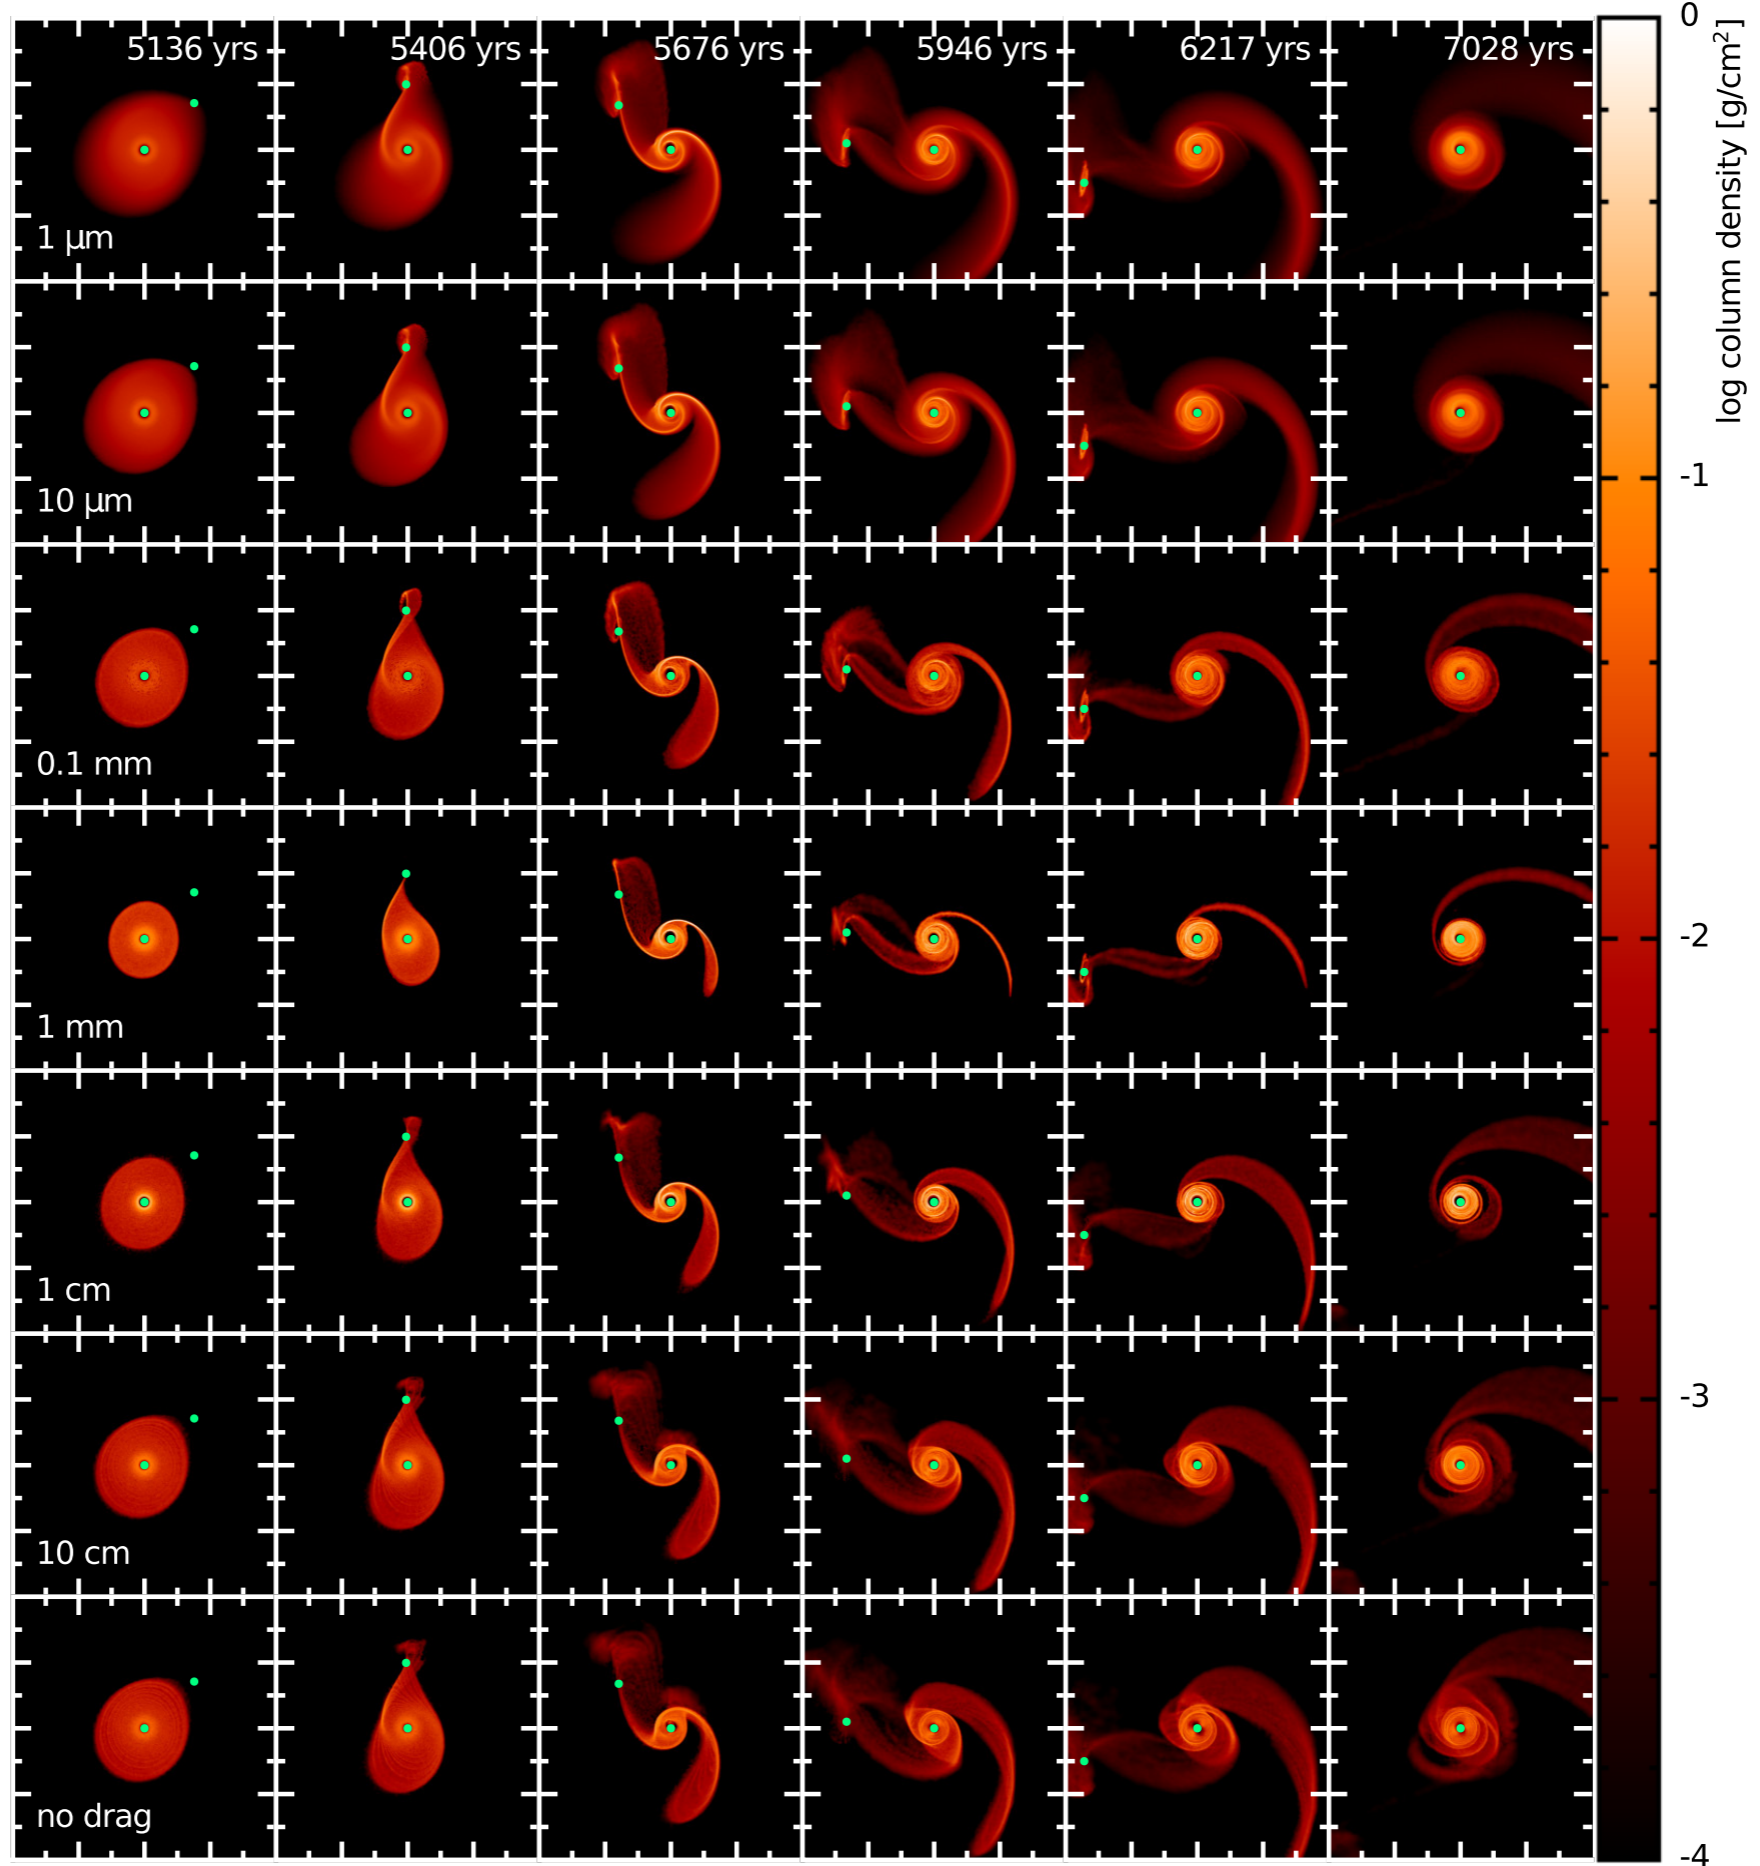 5136 yrs 5406 yrs 5676 yrs 5946 yrs 6217 yrs 7028 yrs
1 μm
10 μm
0.1 mm
1 mm
1 cm
10 cm
no drag
0
-1
-2
-3
-4
log column density [g/cm²]